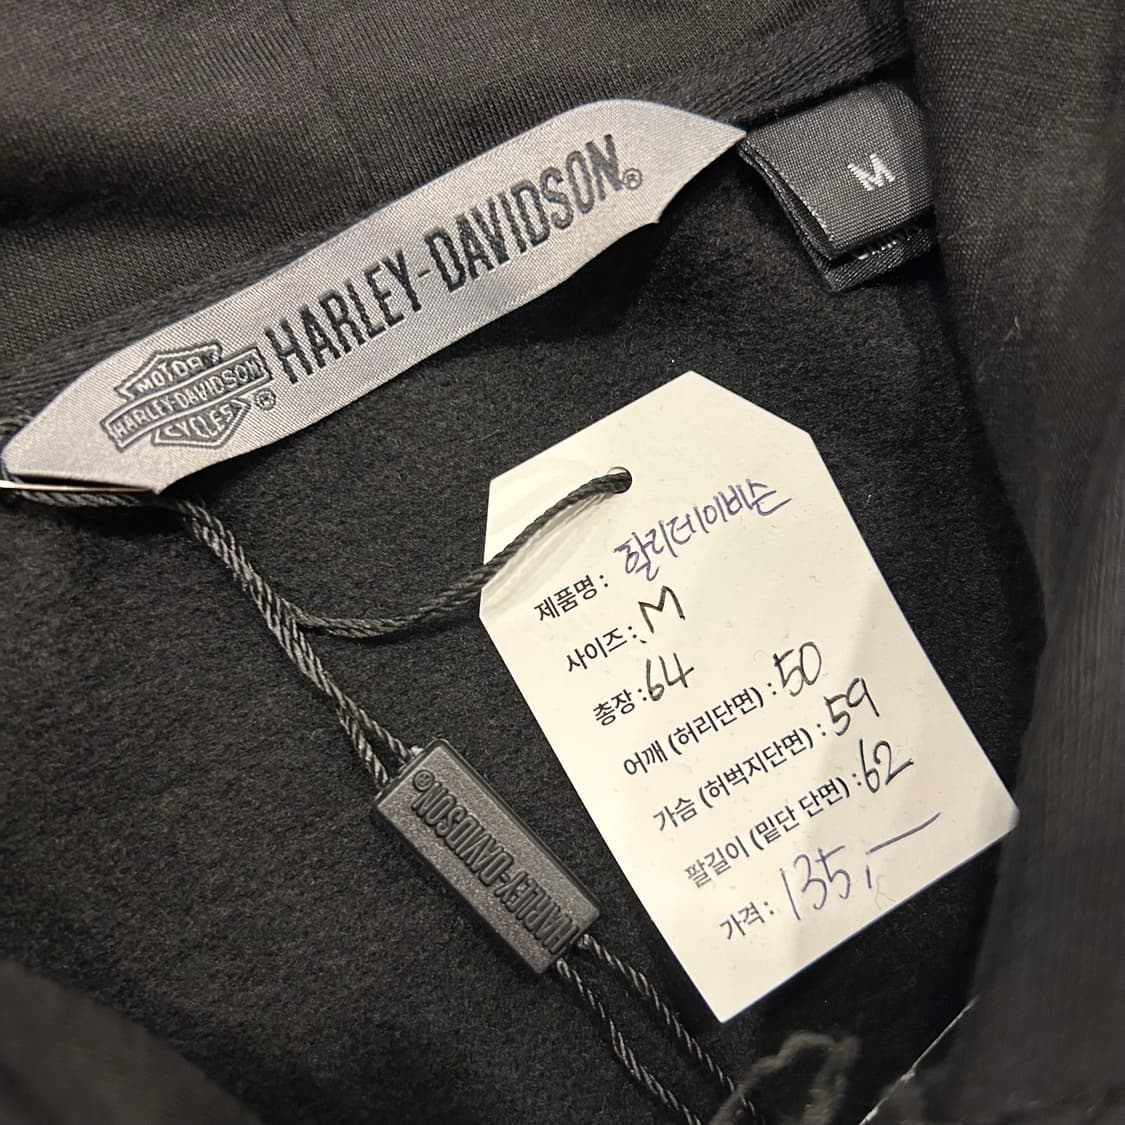 HARLEY-DAVIDSON®
MOTOR
HARLEY-DAVIDSON
CYCLES
®
M
제품명 : 할리데이비슨
사이즈 : M
총장 : 64
어깨 (허리단면) : 50
가슴 (허벅지단면) : 59
팔길이 (밑단 단면) : 62
가격 : 135,—
HARLEY-DAVIDSON®